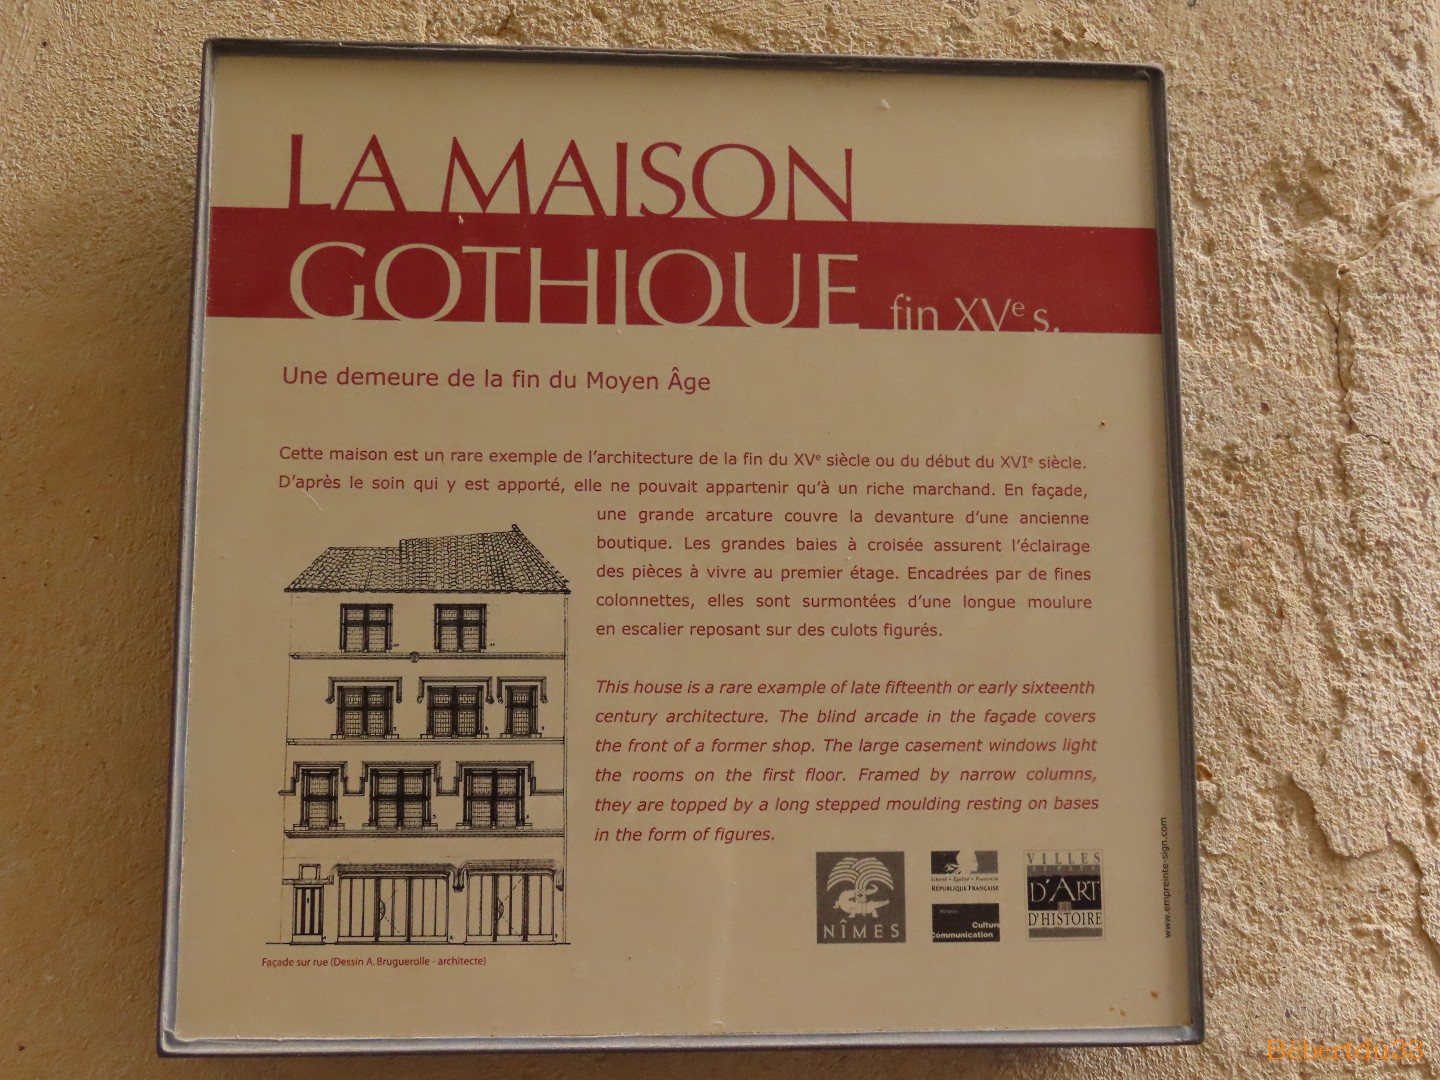 LA MAISON
GOTHIQUE fin XVe s.
Une demeure de la fin du Moyen Âge
Cette maison est un rare exemple de l'architecture de la fin du XVe siècle ou du début du XVIe siècle.
D'après le soin qui y est apporté, elle ne pouvait appartenir qu'à un riche marchand. En façade,
une grande arcature couvre la devanture d'une ancienne
boutique. Les grandes baies à croisée assurent l'éclairage
des pièces à vivre au premier étage. Encadrées par de fines
colonnettes, elles sont surmontées d'une longue moulure
en escalier reposant sur des culots figurés.
This house is a rare example of late fifteenth or early sixteenth
century architecture. The blind arcade in the façade covers
the front of a former shop. The large casement windows light
the rooms on the first floor. Framed by narrow columns,
they are topped by a long stepped moulding resting on bases
in the form of figures.
Façade sur rue (Dessin A. Bruguerolle - architecte)
NÎMES
Liberté • Égalité • Fraternité
RÉPUBLIQUE FRANÇAISE
Culture
Communication
VILLES
D'ART
D'HISTOIRE
www.empreinte-sign.com
Bébertdu33